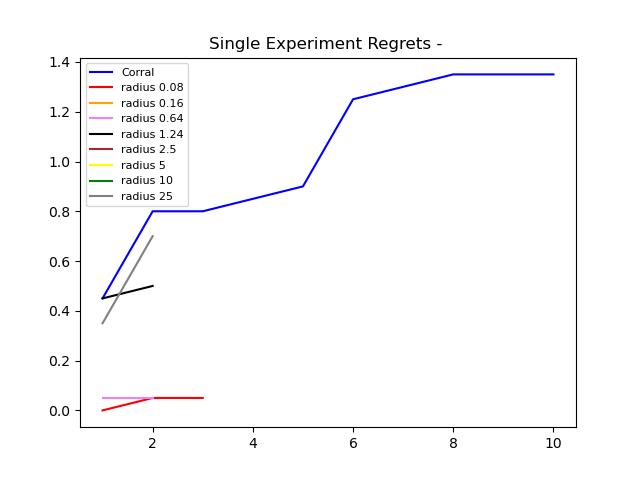 Single Experiment Regrets -
1.4
1.2
1.0
0.8
0.6
0.4
0.2
0.0
Corral
radius 0.08
radius 0.16
radius 0.64
radius 1.24
radius 2.5
radius 5
radius 10
radius 25
2 4 6 8 10